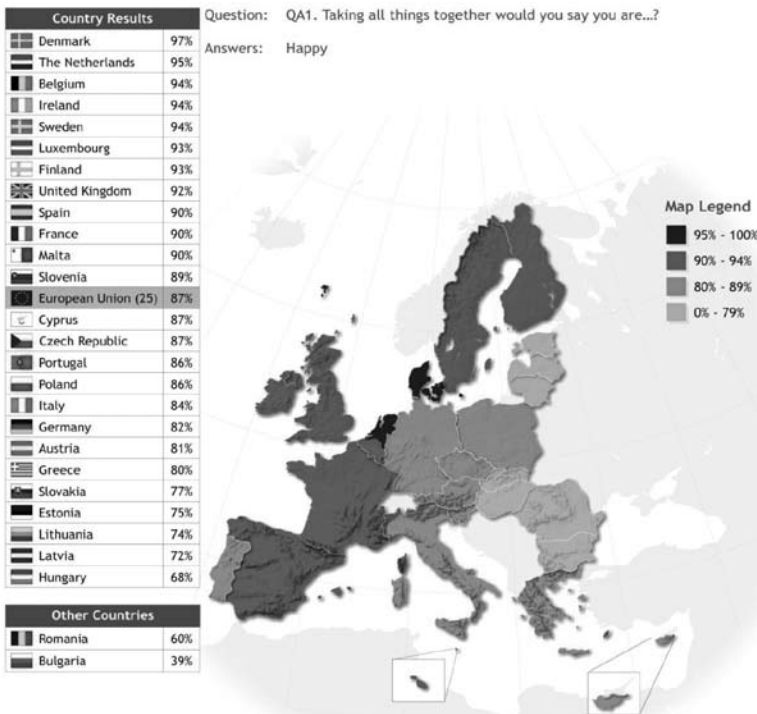 Question: QA1. Taking all things together would you say you are...?
Answers: Happy
Country Results
Denmark 97%
The Netherlands 95%
Belgium 94%
Ireland 94%
Sweden 94%
Luxembourg 93%
Finland 93%
United Kingdom 92%
Spain 90%
France 90%
Malta 90%
Slovenia 89%
European Union (25) 87%
Cyprus 87%
Czech Republic 87%
Portugal 86%
Poland 86%
Italy 84%
Germany 82%
Austria 81%
Greece 80%
Slovakia 77%
Estonia 75%
Lithuania 74%
Latvia 72%
Hungary 68%
Other Countries
Romania 60%
Bulgaria 39%
Map Legend
95% - 100%
90% - 94%
80% - 89%
0% - 79%